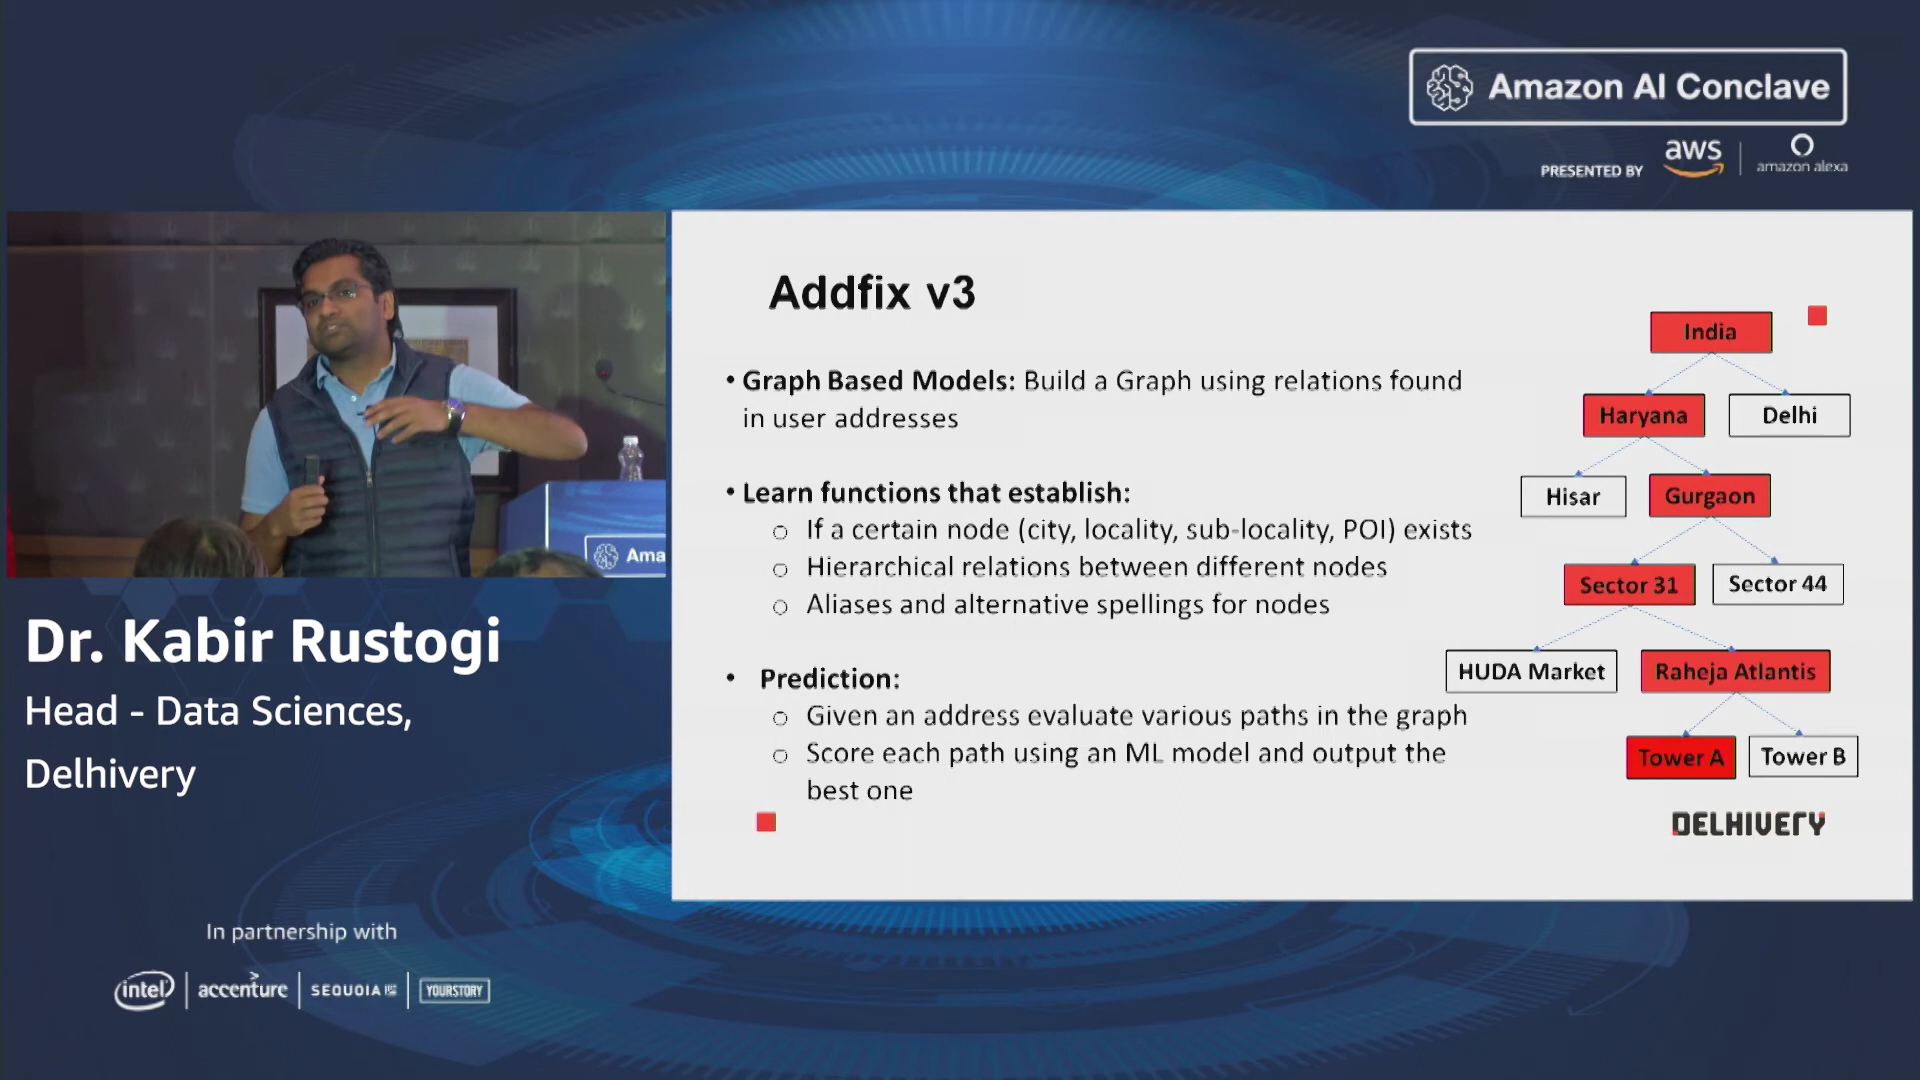 Amazon AI Conclave
PRESENTED BY
aws
amazon alexa
Ama
Dr. Kabir Rustogi
Head - Data Sciences,
Delhivery
In partnership with
intel
accenture
SEQUOIA
YOURSTORY
Addfix v3
• Graph Based Models: Build a Graph using relations found
in user addresses
• Learn functions that establish:
○ If a certain node (city, locality, sub-locality, POI) exists
○ Hierarchical relations between different nodes
○ Aliases and alternative spellings for nodes
• Prediction:
○ Given an address evaluate various paths in the graph
○ Score each path using an ML model and output the
best one
India
Haryana
Delhi
Hisar
Gurgaon
Sector 31
Sector 44
HUDA Market
Raheja Atlantis
Tower A
Tower B
DELHIVERY